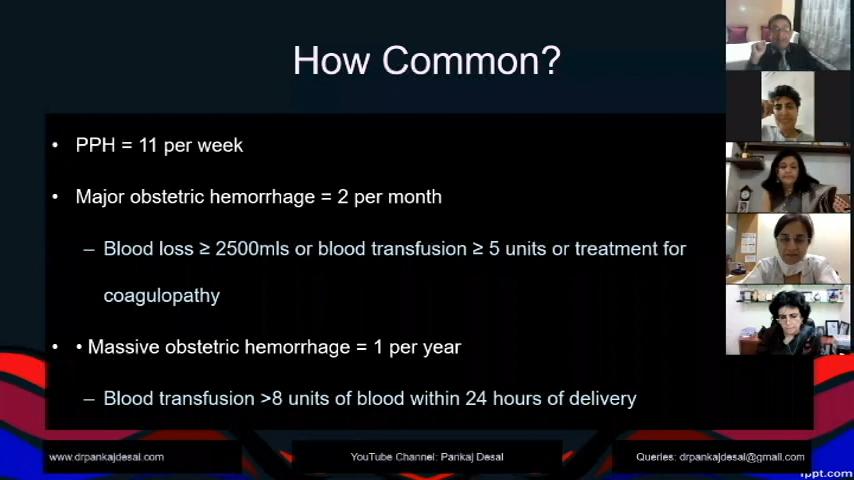 How Common?
• PPH = 11 per week
• Major obstetric hemorrhage = 2 per month
– Blood loss ≥ 2500mls or blood transfusion ≥ 5 units or treatment for
coagulopathy
• • Massive obstetric hemorrhage = 1 per year
– Blood transfusion >8 units of blood within 24 hours of delivery
www.drpankajdesai.com
YouTube Channel: Pankaj Desai
Queries: drpankajdesai@gmail.com
fppt.com